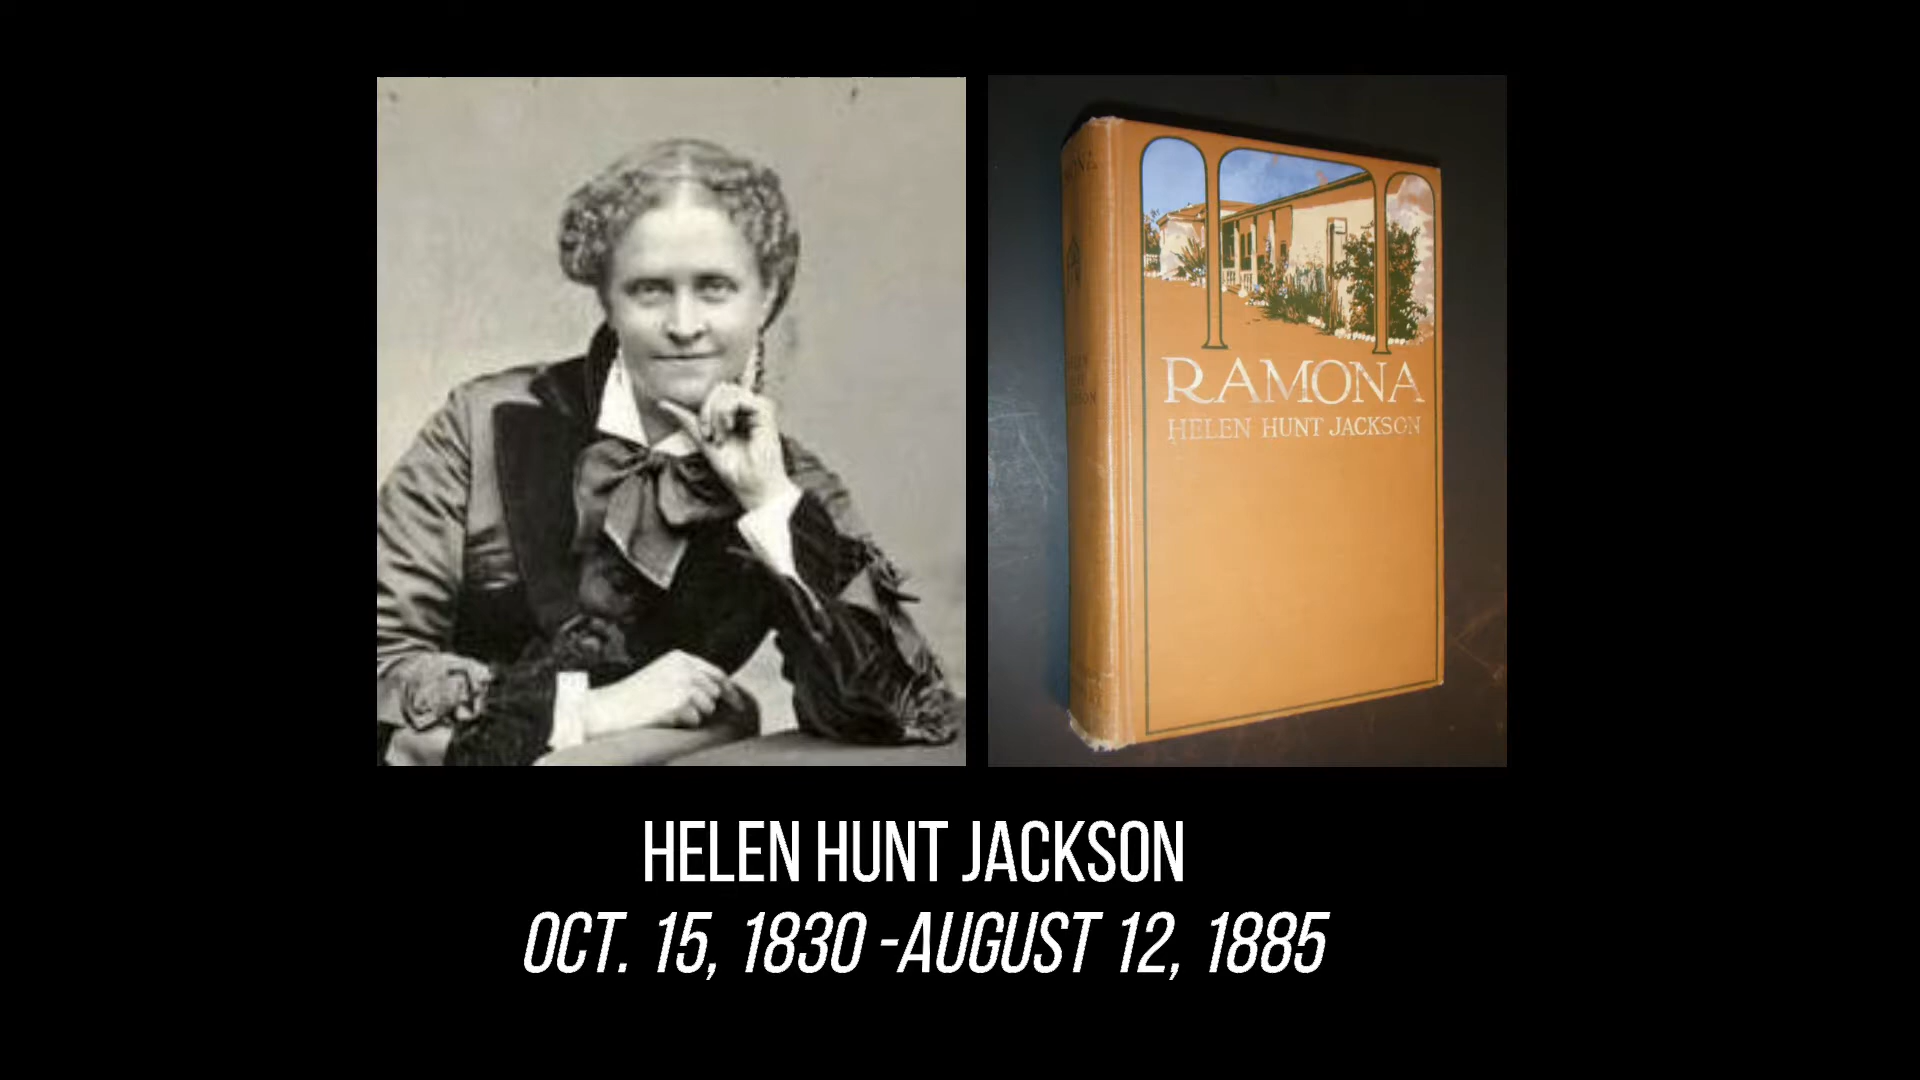 RAMONA
HELEN HUNT JACKSON
HELEN HUNT JACKSON
OCT. 15, 1830 -AUGUST 12, 1885